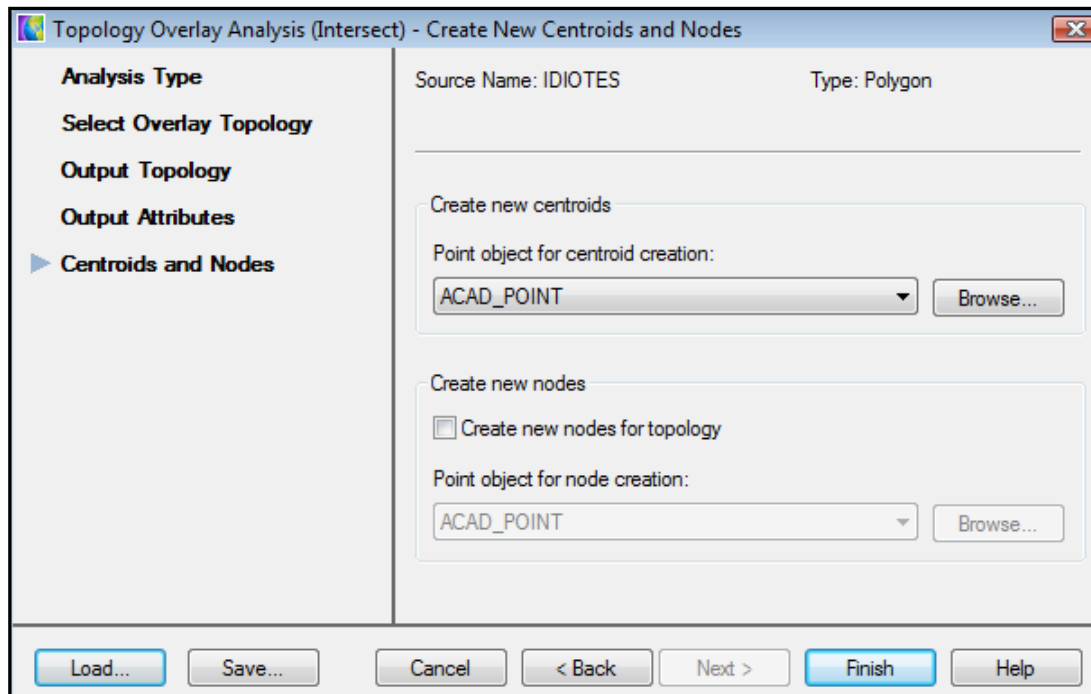 Topology Overlay Analysis (Intersect) - Create New Centroids and Nodes
Analysis Type
Select Overlay Topology
Output Topology
Output Attributes
Centroids and Nodes
Source Name: IDIOTES
Type: Polygon
Create new centroids
Point object for centroid creation:
ACAD_POINT
Browse...
Create new nodes
Create new nodes for topology
Point object for node creation:
ACAD_POINT
Browse...
Load...
Save...
Cancel
< Back
Next >
Finish
Help